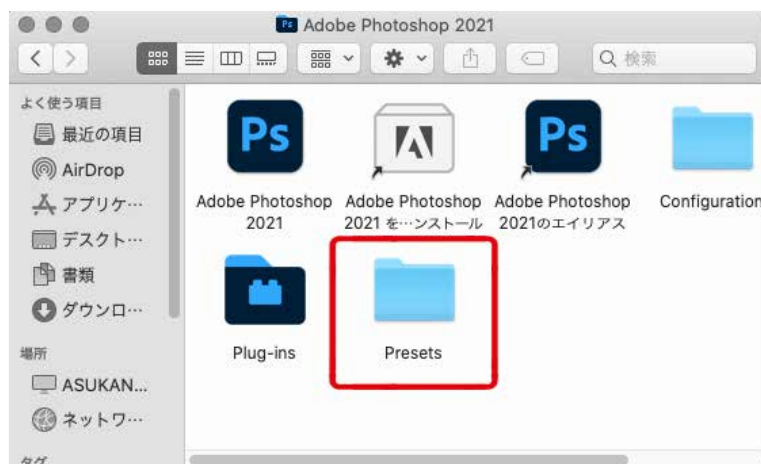 Adobe Photoshop 2021
検索
よく使う項目
最近の項目
AirDrop
アプリケ…
デスクト…
書類
ダウンロ…
場所
ASUKAN...
ネットワ…
タグ
Ps
Ps
Adobe Photoshop
2021
Adobe Photoshop
2021 を…ンストール
Adobe Photoshop
2021のエイリアス
Configuration
Plug-ins
Presets